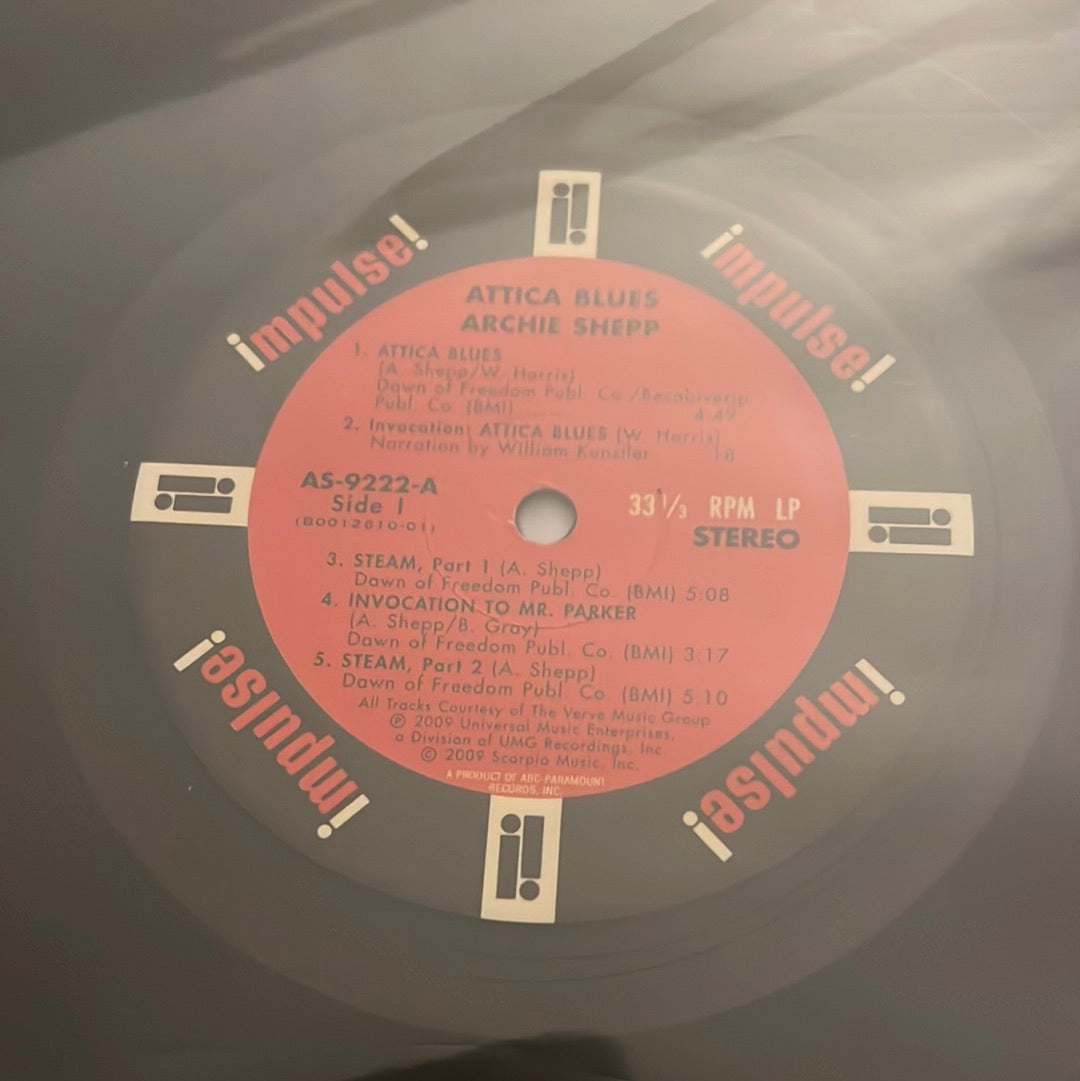 impulse!
impulse!
ATTICA BLUES
ARCHIE SHEPP
1. ATTICA BLUES
(A. Shepp/W. Harris)
Dawn of Freedom Publ. Co./
Publ. Co. (BMI) 4:49
2. Invocation: ATTICA BLUES (W. Harris)
Narration by William Kunstler
AS-9222-A
Side 1
(B0012610-01)
33 1/3 RPM LP
STEREO
3. STEAM, Part 1 (A. Shepp)
Dawn of Freedom Publ. Co. (BMI) 5:08
4. INVOCATION TO MR. PARKER
(A. Shepp/B. Gray)
Dawn of Freedom Publ. Co. (BMI) 3:17
5. STEAM, Part 2 (A. Shepp)
Dawn of Freedom Publ. Co. (BMI) 5:10
All Tracks Courtesy of The Verve Music Group
℗ 2009 Universal Music Enterprises,
a Division of UMG Recordings, Inc.
© 2009 Scorpio Music, Inc.
A PRODUCT OF ABC-PARAMOUNT
RECORDS, INC.
impulse!
impulse!